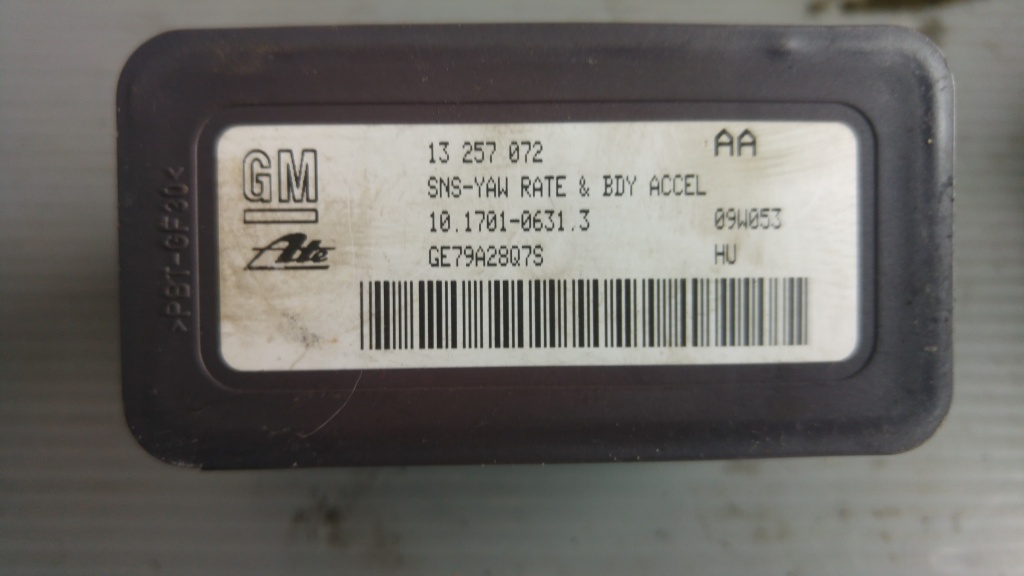 GM
Ate
13 257 072 AA
SNS-YAW RATE & BDY ACCEL
10.1701-0631.3 09W053
GE79A28Q7S HU
>PBT-GF30<